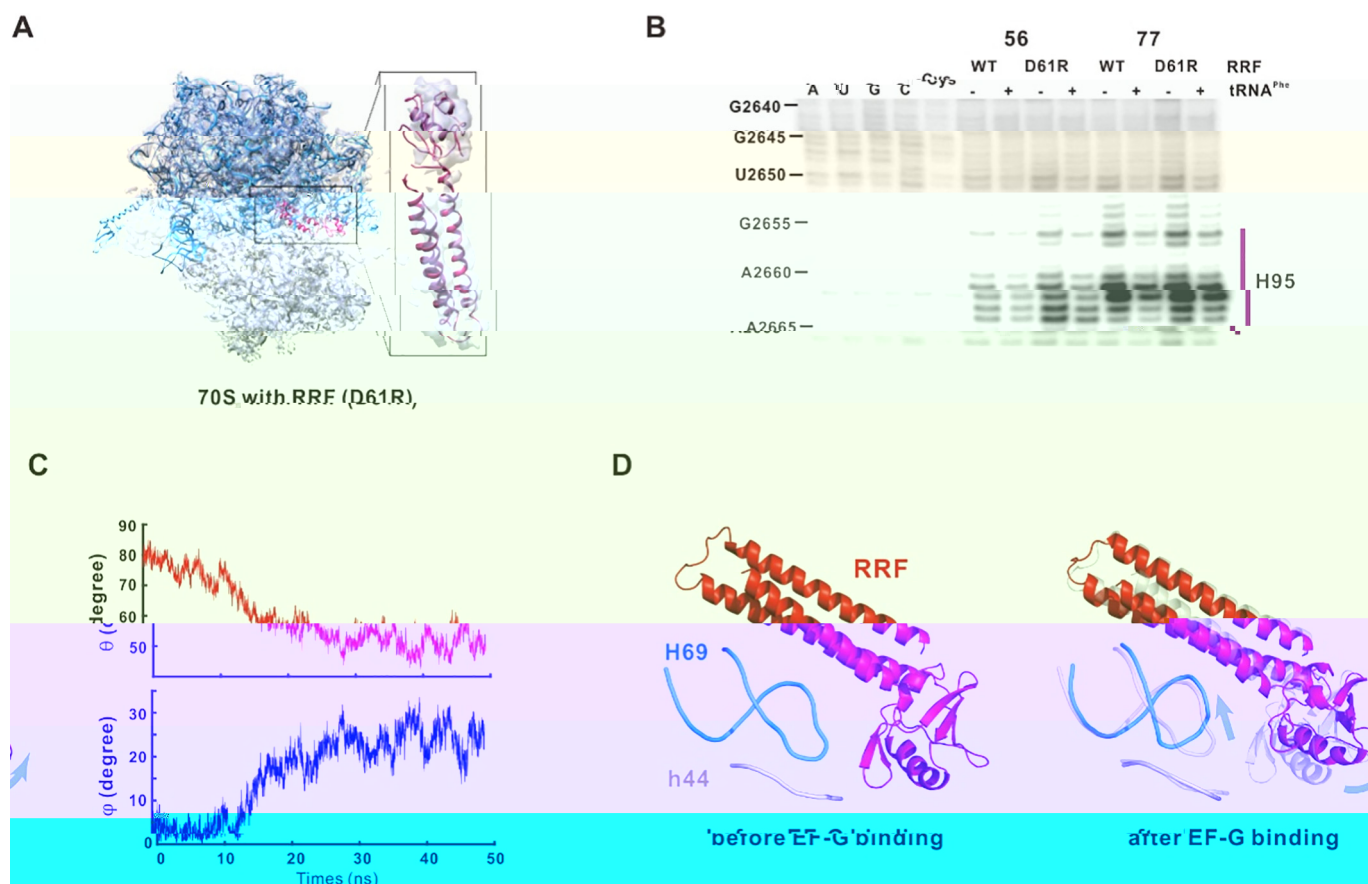 A
70S with RRF (D61R)
B
56 77
WT D61R WT D61R RRF
A U G C Cys - + - + - + - + tRNAPhe
G2640
G2645
U2650
G2655
A2660
A2665
H95
C
90
80
70
60
50
θ (degree)
30
20
10
0
φ (degree)
0 10 20 30 40 50
Times (ns)
D
RRF
H69
h44
before EF-G binding
after EF-G binding